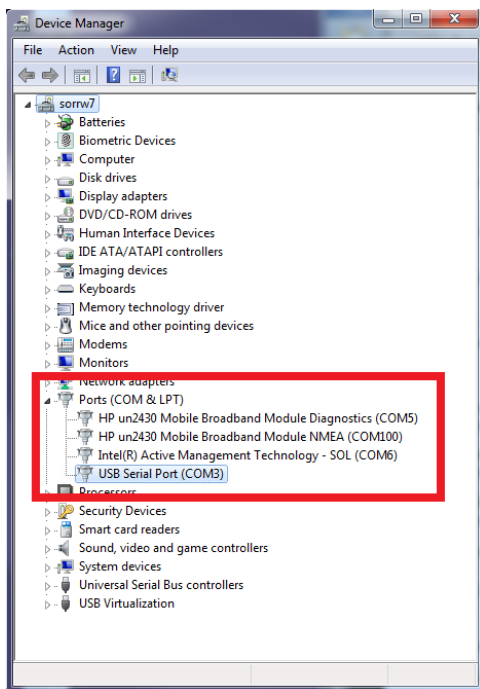 Device Manager
File Action View Help
sorrw7
Batteries
Biometric Devices
Computer
Disk drives
Display adapters
DVD/CD-ROM drives
Human Interface Devices
IDE ATA/ATAPI controllers
Imaging devices
Keyboards
Memory technology driver
Mice and other pointing devices
Modems
Monitors
Network adapters
Ports (COM & LPT)
HP un2430 Mobile Broadband Module Diagnostics (COM5)
HP un2430 Mobile Broadband Module NMEA (COM100)
Intel(R) Active Management Technology - SOL (COM6)
USB Serial Port (COM3)
Processors
Security Devices
Smart card readers
Sound, video and game controllers
System devices
Universal Serial Bus controllers
USB Virtualization